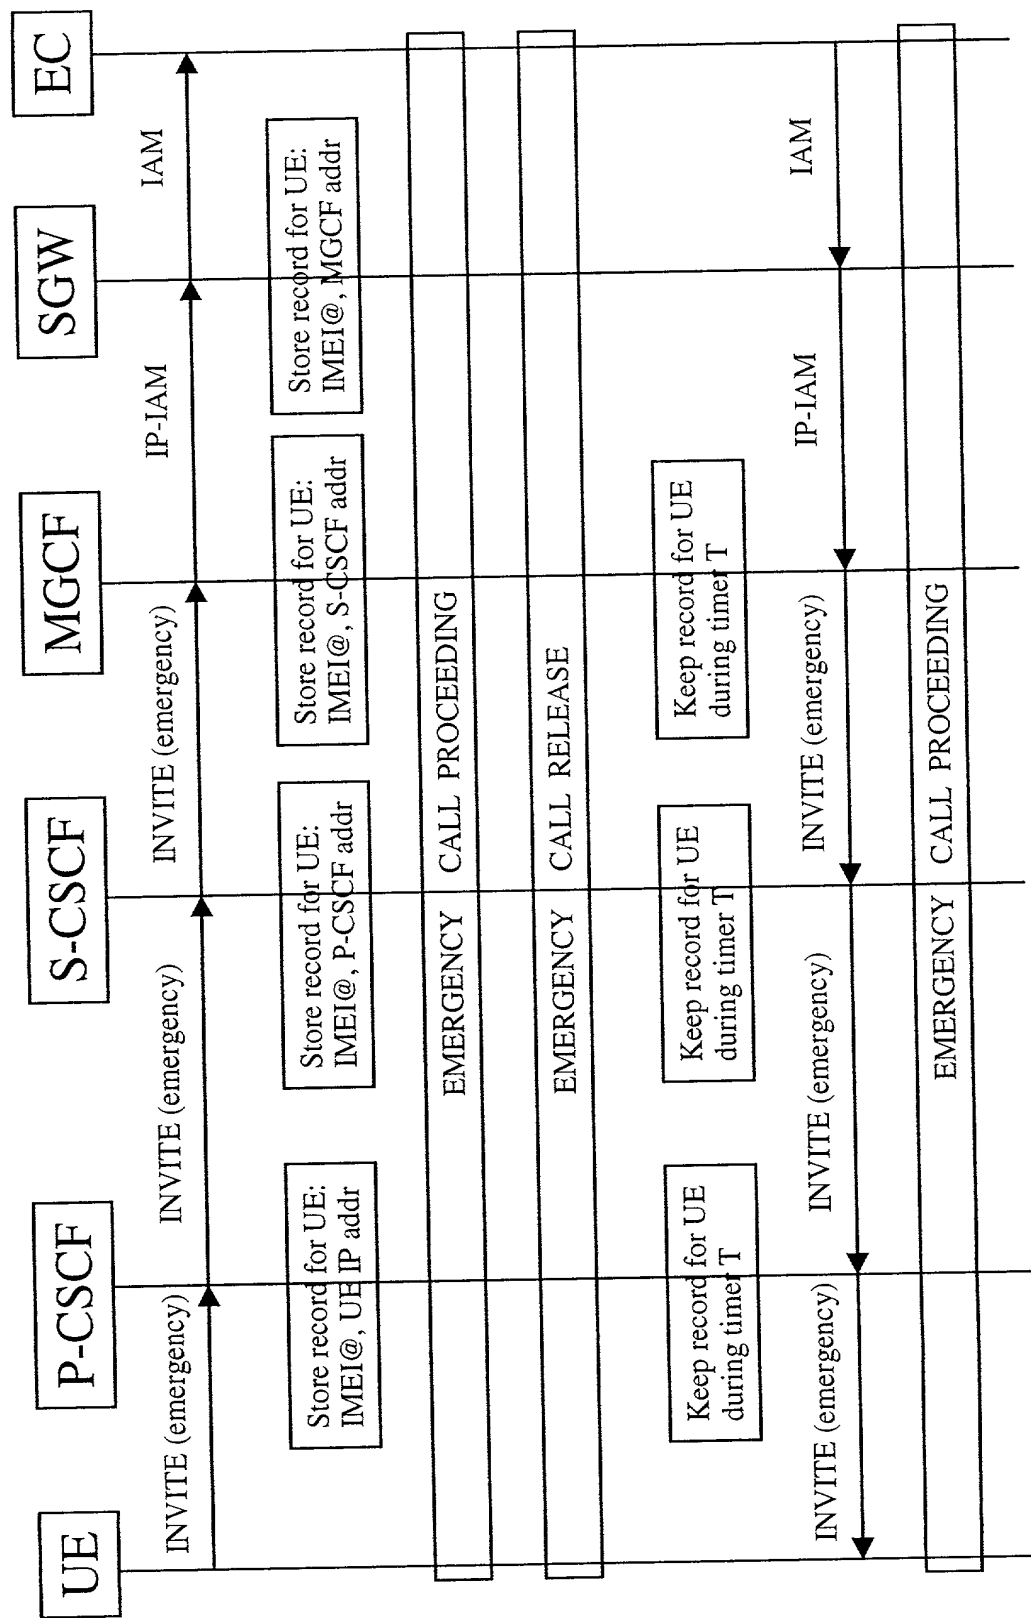 UE
P-CSCF
S-CSCF
MGCF
SGW
EC
INVITE (emergency)
INVITE (emergency)
INVITE (emergency)
IP-IAM
IAM
Store record for UE:
IMEI@, UE IP addr
Store record for UE:
IMEI@, P-CSCF addr
Store record for UE:
IMEI@, S-CSCF addr
Store record for UE:
IMEI@, MGCF addr
EMERGENCY CALL PROCEEDING
EMERGENCY CALL RELEASE
Keep record for UE
during timer T
Keep record for UE
during timer T
Keep record for UE
during timer T
INVITE (emergency)
INVITE (emergency)
INVITE (emergency)
IP-IAM
IAM
EMERGENCY CALL PROCEEDING